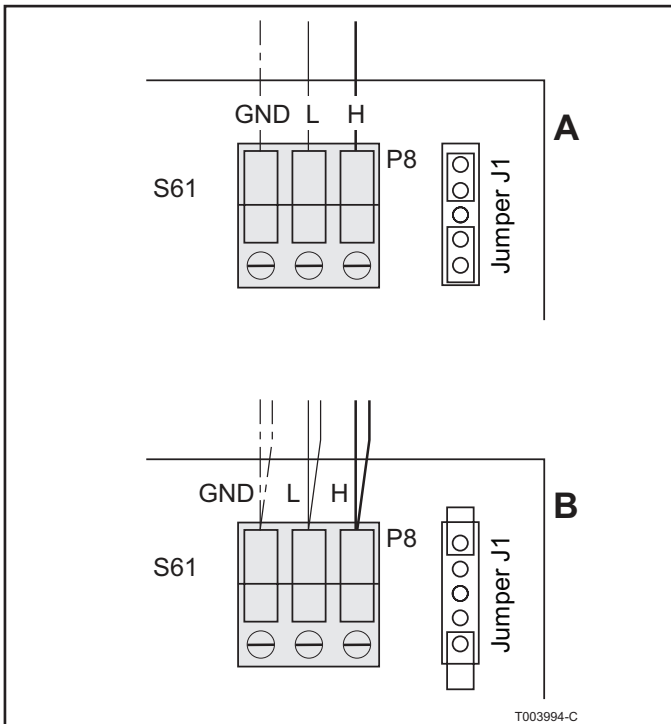 GND L H
A
P8
S61
Jumper J1
GND L H
B
P8
S61
Jumper J1
T003994-C